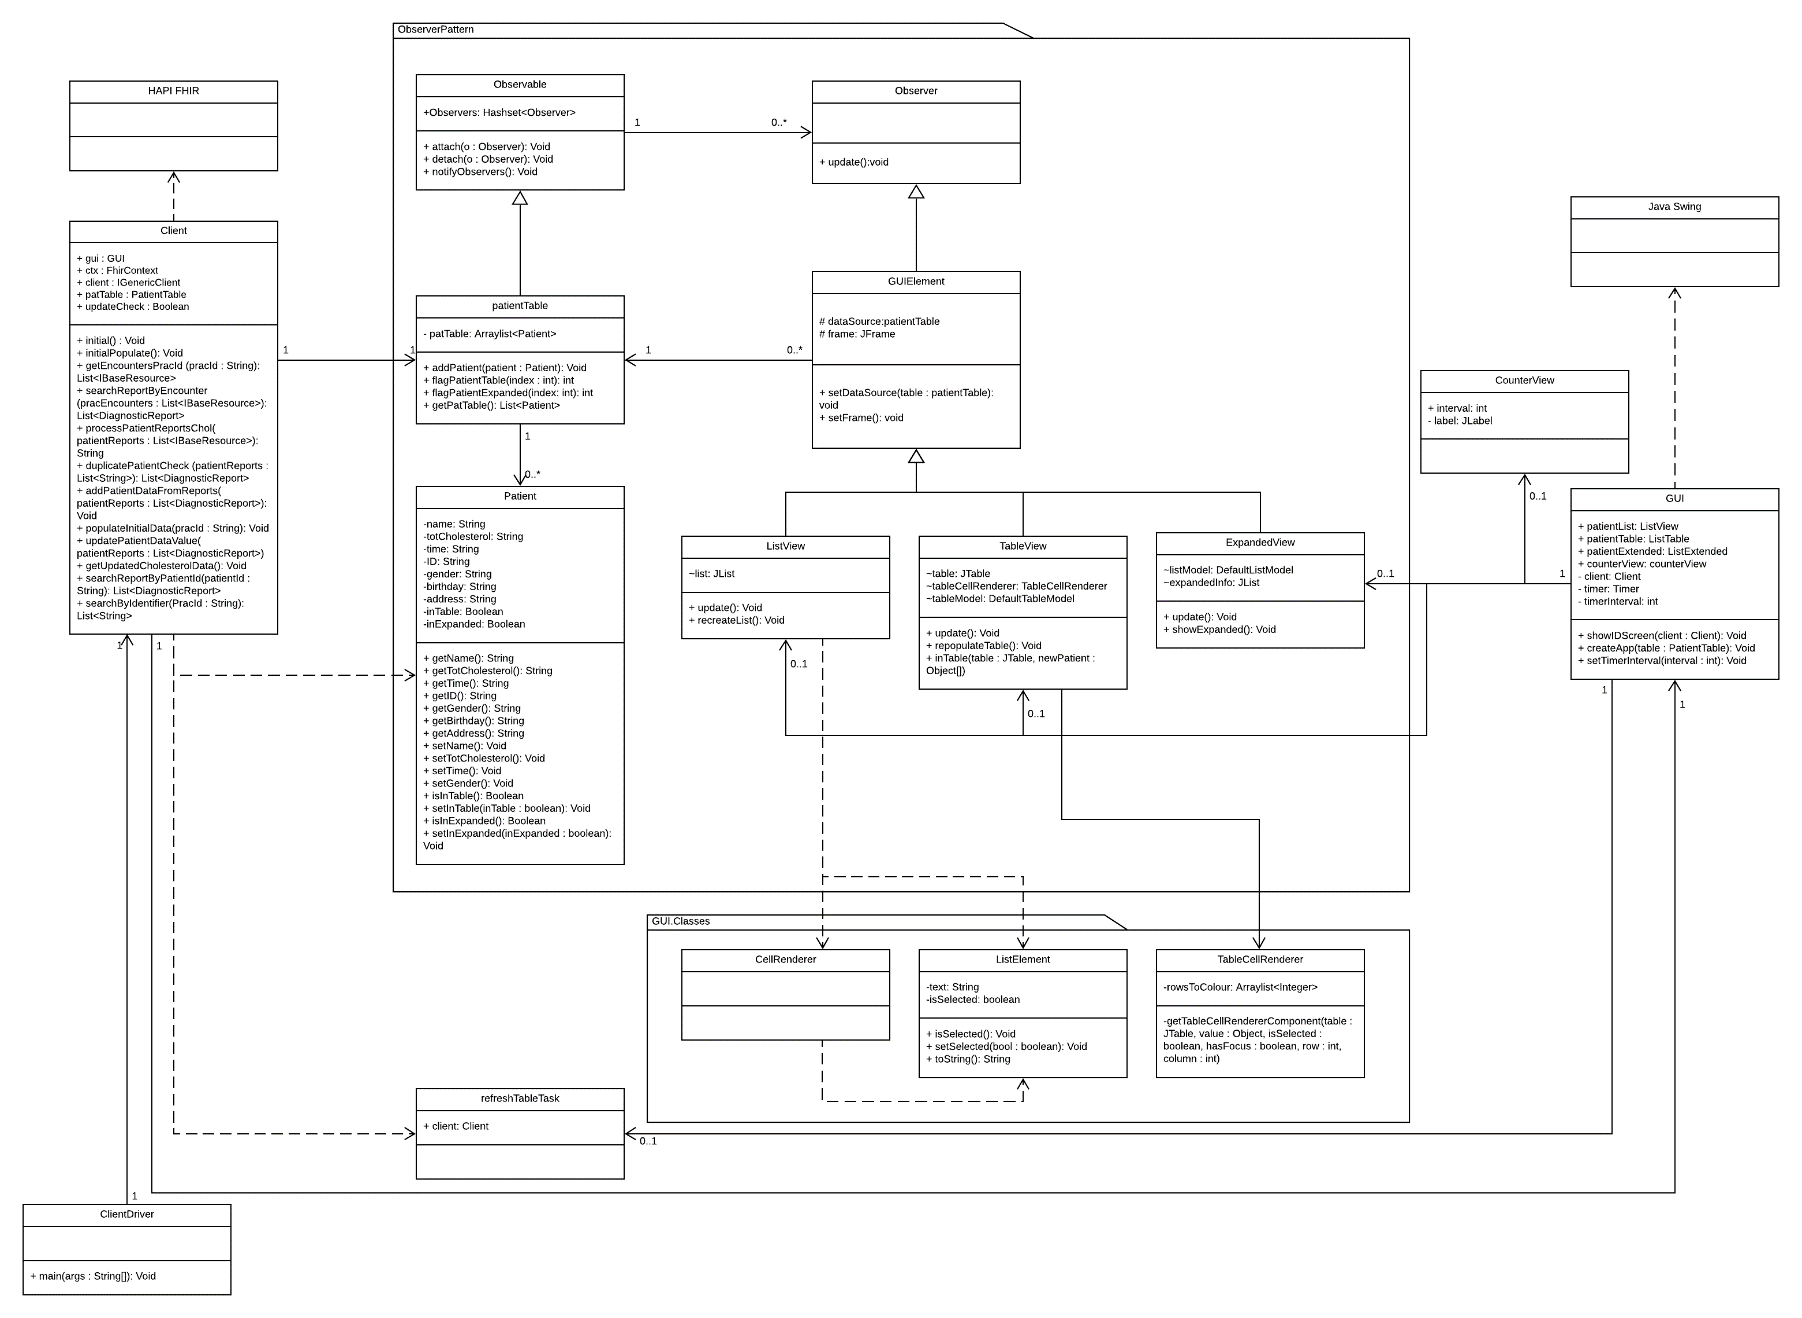 ObserverPattern
HAPI FHIR
Observable
+Observers: Hashset<Observer>
+ attach(o : Observer): Void
+ detach(o : Observer): Void
+ notifyObservers(): Void
1
0..*
Observer
+ update():void
Java Swing
Client
+ gui : GUI
+ ctx : FhirContext
+ client : IGenericClient
+ patTable : PatientTable
+ updateCheck : Boolean
+ initial() : Void
+ initialPopulate(): Void
+ getEncountersPracId (pracId : String):
List<IBaseResource>
+ searchReportByEncounter
(pracEncounters : List<IBaseResource>):
List<DiagnosticReport>
+ processPatientReportsChol(
patientReports : List<IBaseResource>):
String
+ duplicatePatientCheck (patientReports :
List<String>): List<DiagnosticReport>
+ addPatientDataFromReports(
patientReports : List<DiagnosticReport>):
Void
+ populateInitialData(pracId : String): Void
+ updatePatientDataValue(
patientReports : List<DiagnosticReport>)
+ getUpdatedCholesterolData(): Void
+ searchReportByPatientId(patientId :
String): List<DiagnosticReport>
+ searchByIdentifier(PracId : String):
List<String>
1
1
patientTable
- patTable: Arraylist<Patient>
+ addPatient(patient : Patient): Void
+ flagPatientTable(index : int): int
+ flagPatientExpanded(index: int): int
+ getPatTable(): List<Patient>
1
0..*
GUIElement
# dataSource:patientTable
# frame: JFrame
+ setDataSource(table : patientTable):
void
+ setFrame(): void
1
0..*
Patient
-name: String
-totCholesterol: String
-time: String
-ID: String
-gender: String
-birthday: String
-address: String
-inTable: Boolean
-inExpanded: Boolean
+ getName(): String
+ getTotCholesterol(): String
+ getTime(): String
+ getID(): String
+ getGender(): String
+ getBirthday(): String
+ getAddress(): String
+ setName(): Void
+ setTotCholesterol(): Void
+ setTime(): Void
+ setGender(): Void
+ isInTable(): Boolean
+ setInTable(inTable : boolean): Void
+ isInExpanded(): Boolean
+ setInExpanded(inExpanded : boolean):
Void
ListView
~list: JList
+ update(): Void
+ recreateList(): Void
0..1
TableView
~table: JTable
~tableCellRenderer: TableCellRenderer
~tableModel: DefaultTableModel
+ update(): Void
+ repopulateTable(): Void
+ inTable(table : JTable, newPatient :
Object[])
0..1
ExpandedView
~listModel: DefaultListModel
~expandedInfo: JList
+ update(): Void
+ showExpanded(): Void
0..1
1
CounterView
+ interval: int
- label: JLabel
0..1
GUI
+ patientList: ListView
+ patientTable: ListTable
+ patientExtended: ListExtended
+ counterView: counterView
- client: Client
- timer: Timer
- timerInterval: int
+ showIDScreen(client : Client): Void
+ createApp(table : PatientTable): Void
+ setTimerInterval(interval : int): Void
1
1
1
1
GUI.Classes
CellRenderer
ListElement
-text: String
-isSelected: boolean
+ isSelected(): Void
+ setSelected(bool : boolean): Void
+ toString(): String
TableCellRenderer
-rowsToColour: Arraylist<Integer>
-getTableCellRendererComponent(table :
JTable, value : Object, isSelected :
boolean, hasFocus : boolean, row : int,
column : int)
refreshTableTask
+ client: Client
0..1
1
ClientDriver
+ main(args : String[]): Void